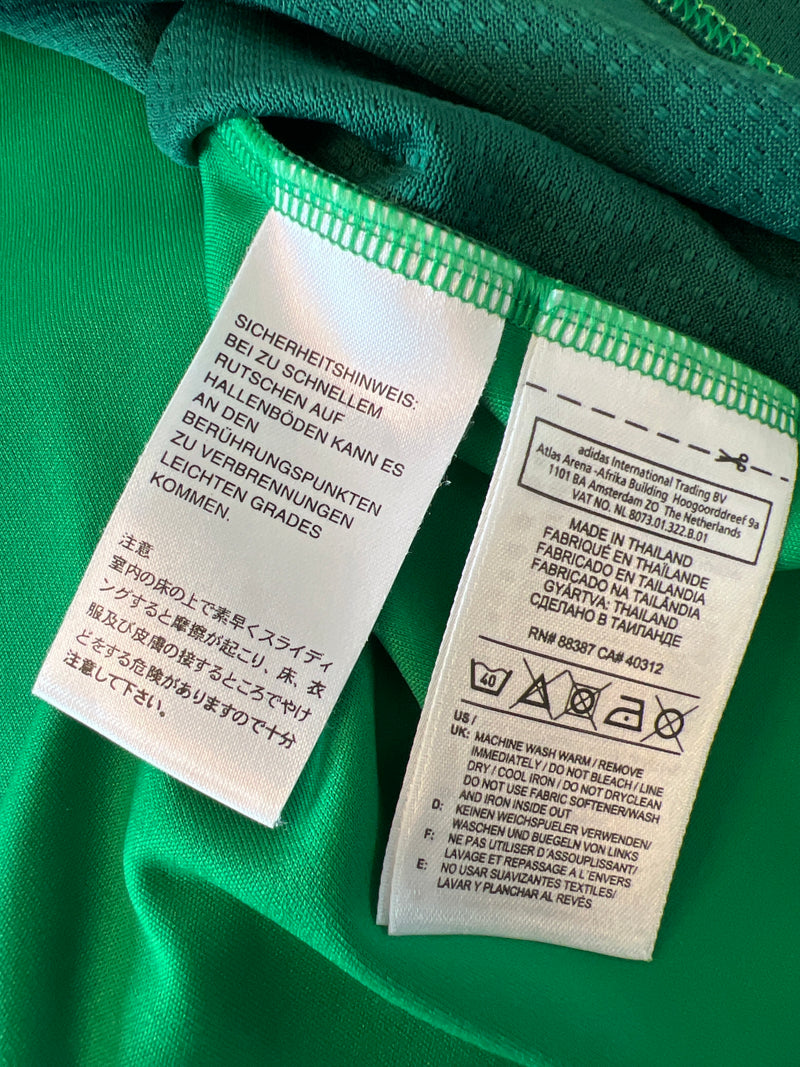 SICHERHEITSHINWEIS:
BEI ZU SCHNELLEM
RUTSCHEN AUF
HALLENBÖDEN KANN ES
AN DEN
BERÜHRUNGSPUNKTEN
ZU VERBRENNUNGEN
LEICHTEN GRADES
KOMMEN.
注意
室内の床の上で素早くスライディ
ングすると摩擦が起こり、床、衣
服及び皮膚の接するところでやけ
どをする危険がありますので十分
注意して下さい。
adidas International Trading BV
Atlas Arena -Afrika Building Hoogoorddreef 9a
1101 BA Amsterdam ZO The Netherlands
VAT NO. NL 8073.01.322.B.01
MADE IN THAILAND
FABRIQUÉ EN THAÏLANDE
FABRICADO EN TAILANDIA
FABRICADO NA TAILÂNDIA
GYÁRTVA: THAILAND
СДЕЛАНО В ТАИЛАНДЕ
RN# 88387 CA# 40312
40
US /
UK: MACHINE WASH WARM / REMOVE
IMMEDIATELY / DO NOT BLEACH / LINE
DRY / COOL IRON / DO NOT DRYCLEAN
DO NOT USE FABRIC SOFTENER/WASH
AND IRON INSIDE OUT
D: KEINEN WEICHSPUELER VERWENDEN/
WASCHEN UND BUEGELN VON LINKS
F: NE PAS UTILISER D'ASSOUPLISSANT/
LAVAGE ET REPASSAGE A L'ENVERS
E: NO USAR SUAVIZANTES TEXTILES/
LAVAR Y PLANCHAR AL REVÉS